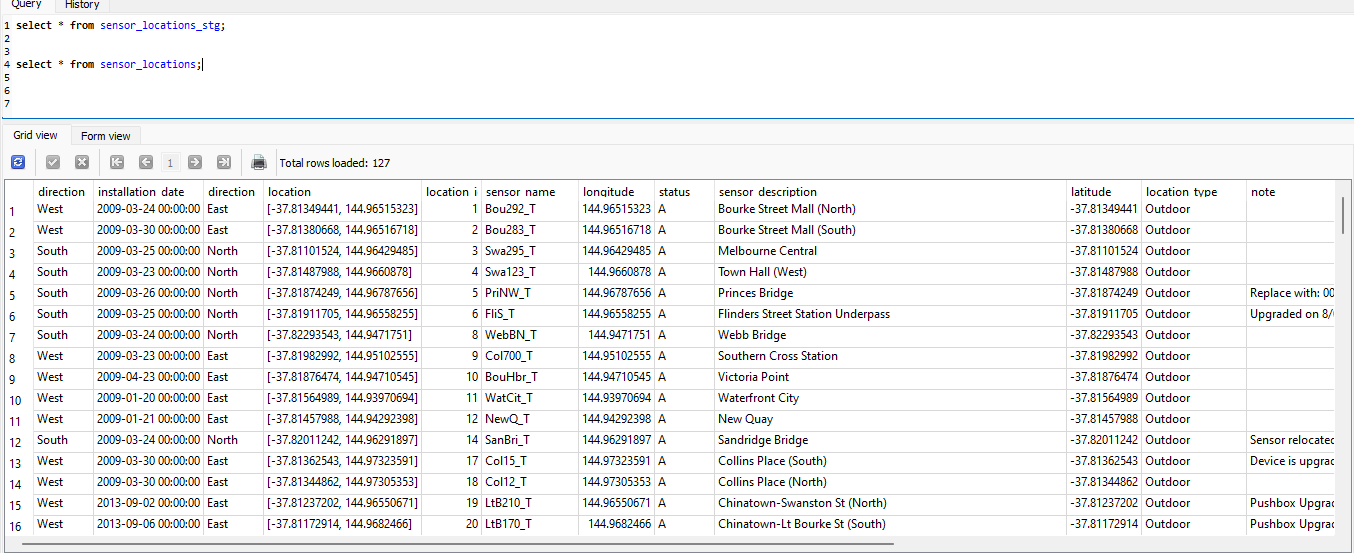 Query History
1 select * from sensor_locations_stg;
2
3
4 select * from sensor_locations;
5
6
7
Grid view Form view
1 Total rows loaded: 127
direction installation_date direction location location_i sensor_name longitude status sensor_description latitude location_type note
1 West 2009-03-24 00:00:00 East [-37.81349441, 144.96515323] 1 Bou292_T 144.96515323 A Bourke Street Mall (North) -37.81349441 Outdoor
2 West 2009-03-30 00:00:00 East [-37.81380668, 144.96516718] 2 Bou283_T 144.96516718 A Bourke Street Mall (South) -37.81380668 Outdoor
3 South 2009-03-25 00:00:00 North [-37.81101524, 144.96429485] 3 Swa295_T 144.96429485 A Melbourne Central -37.81101524 Outdoor
4 South 2009-03-23 00:00:00 North [-37.81487988, 144.9660878] 4 Swa123_T 144.9660878 A Town Hall (West) -37.81487988 Outdoor
5 South 2009-03-26 00:00:00 North [-37.81874249, 144.96787656] 5 PriNW_T 144.96787656 A Princes Bridge -37.81874249 Outdoor Replace with: 00
6 South 2009-03-25 00:00:00 North [-37.81911705, 144.96558255] 6 FliS_T 144.96558255 A Flinders Street Station Underpass -37.81911705 Outdoor Upgraded on 8/
7 South 2009-03-24 00:00:00 North [-37.82293543, 144.9471751] 8 WebBN_T 144.9471751 A Webb Bridge -37.82293543 Outdoor
8 West 2009-03-23 00:00:00 East [-37.81982992, 144.95102555] 9 Col700_T 144.95102555 A Southern Cross Station -37.81982992 Outdoor
9 West 2009-04-23 00:00:00 East [-37.81876474, 144.94710545] 10 BouHbr_T 144.94710545 A Victoria Point -37.81876474 Outdoor
10 West 2009-01-20 00:00:00 East [-37.81564989, 144.93970694] 11 WatCit_T 144.93970694 A Waterfront City -37.81564989 Outdoor
11 West 2009-01-21 00:00:00 East [-37.81457988, 144.94292398] 12 NewQ_T 144.94292398 A New Quay -37.81457988 Outdoor
12 South 2009-03-24 00:00:00 North [-37.82011242, 144.96291897] 14 SanBri_T 144.96291897 A Sandridge Bridge -37.82011242 Outdoor Sensor relocated
13 West 2009-03-30 00:00:00 East [-37.81362543, 144.97323591] 17 Col15_T 144.97323591 A Collins Place (South) -37.81362543 Outdoor Device is upgrad
14 West 2009-03-30 00:00:00 East [-37.81344862, 144.97305353] 18 Col12_T 144.97305353 A Collins Place (North) -37.81344862 Outdoor
15 West 2013-09-02 00:00:00 East [-37.81237202, 144.96550671] 19 LtB210_T 144.96550671 A Chinatown-Swanston St (North) -37.81237202 Outdoor Pushbox Upgrad
16 West 2013-09-06 00:00:00 East [-37.81172914, 144.9682466] 20 LtB170_T 144.9682466 A Chinatown-Lt Bourke St (South) -37.81172914 Outdoor Pushbox Upgrad